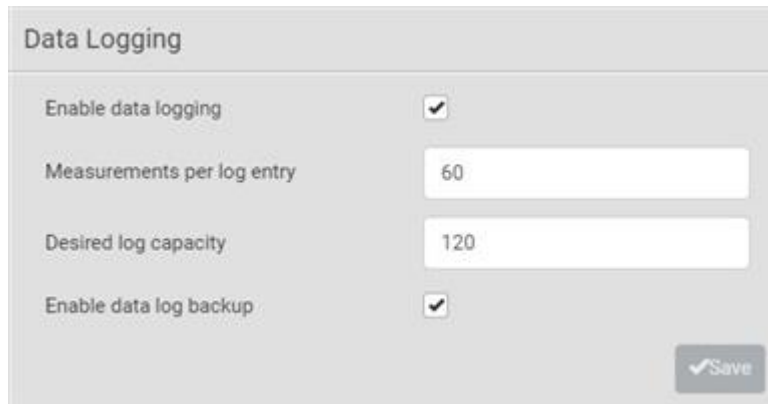 Data Logging
Enable data logging
Measurements per log entry 60
Desired log capacity 120
Enable data log backup
Save